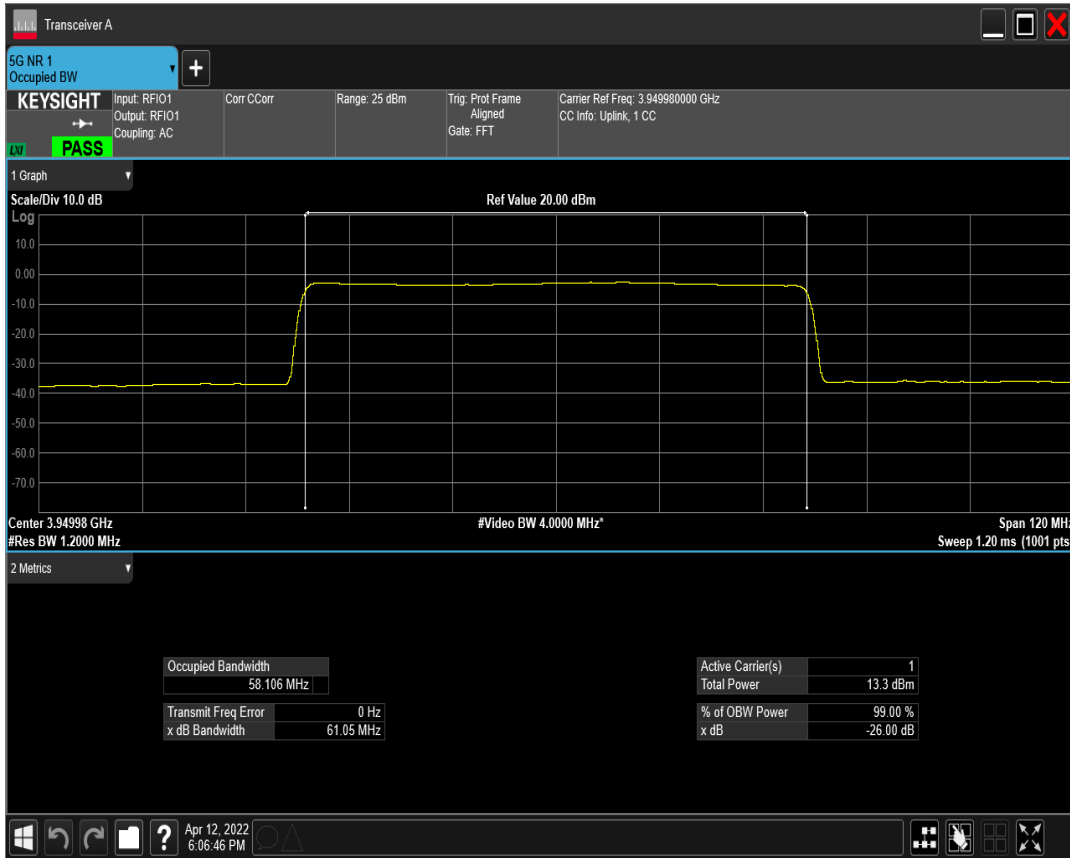 Transceiver A
5G NR 1
Occupied BW
+
KEYSIGHT
LXI
PASS
Input: RFIO1
Output: RFIO1
Coupling: AC
Corr CCorr
Range: 25 dBm
Trig: Prot Frame
Aligned
Gate: FFT
Carrier Ref Freq: 3.949980000 GHz
CC Info: Uplink, 1 CC
1 Graph
Scale/Div 10.0 dB
Ref Value 20.00 dBm
Log
10.0
0.00
-10.0
-20.0
-30.0
-40.0
-50.0
-60.0
-70.0
Center 3.94998 GHz
#Video BW 4.0000 MHz*
Span 120 MHz
#Res BW 1.2000 MHz
Sweep 1.20 ms (1001 pts
2 Metrics
Occupied Bandwidth
58.106 MHz
Transmit Freq Error 0 Hz
x dB Bandwidth 61.05 MHz
Active Carrier(s) 1
Total Power 13.3 dBm
% of OBW Power 99.00 %
x dB -26.00 dB
?
Apr 12, 2022
6:06:46 PM